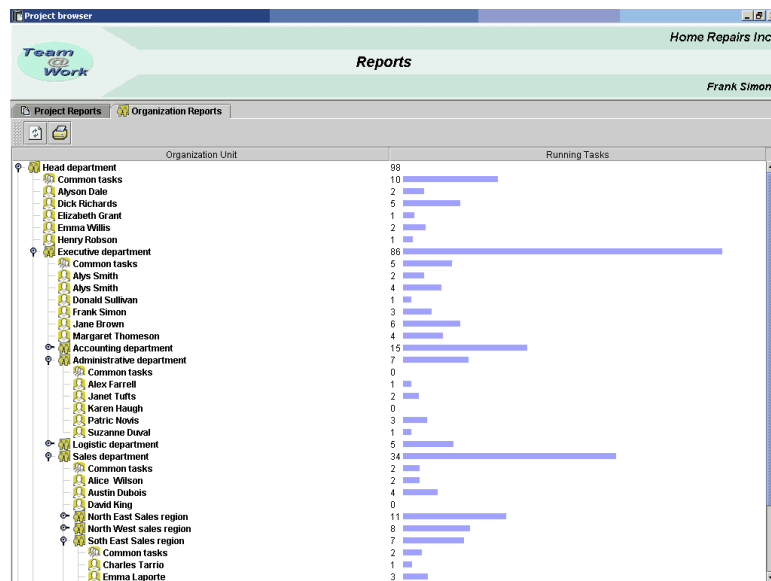 Project browser
Home Repairs Inc
Team
@
Work
Reports
Frank Simon
Project Reports Organization Reports
Organization Unit Running Tasks
Head department 98
Common tasks 10
Alyson Dale 2
Dick Richards 5
Elizabeth Grant 1
Emma Willis 2
Henry Robson 1
Executive department 86
Common tasks 5
Alys Smith 2
Alys Smith 4
Donald Sullivan 1
Frank Simon 3
Jane Brown 6
Margaret Thomeson 4
Accounting department 15
Administrative department 7
Common tasks 0
Alex Farrell 1
Janet Tufts 2
Karen Haugh 0
Patric Novis 3
Suzanne Duval 1
Logistic department 5
Sales department 34
Common tasks 2
Alice Wilson 2
Austin Dubois 4
David King 0
North East Sales region 11
North West sales region 8
Soth East Sales region 7
Common tasks 2
Charles Tarrio 1
Emma Laporte 3